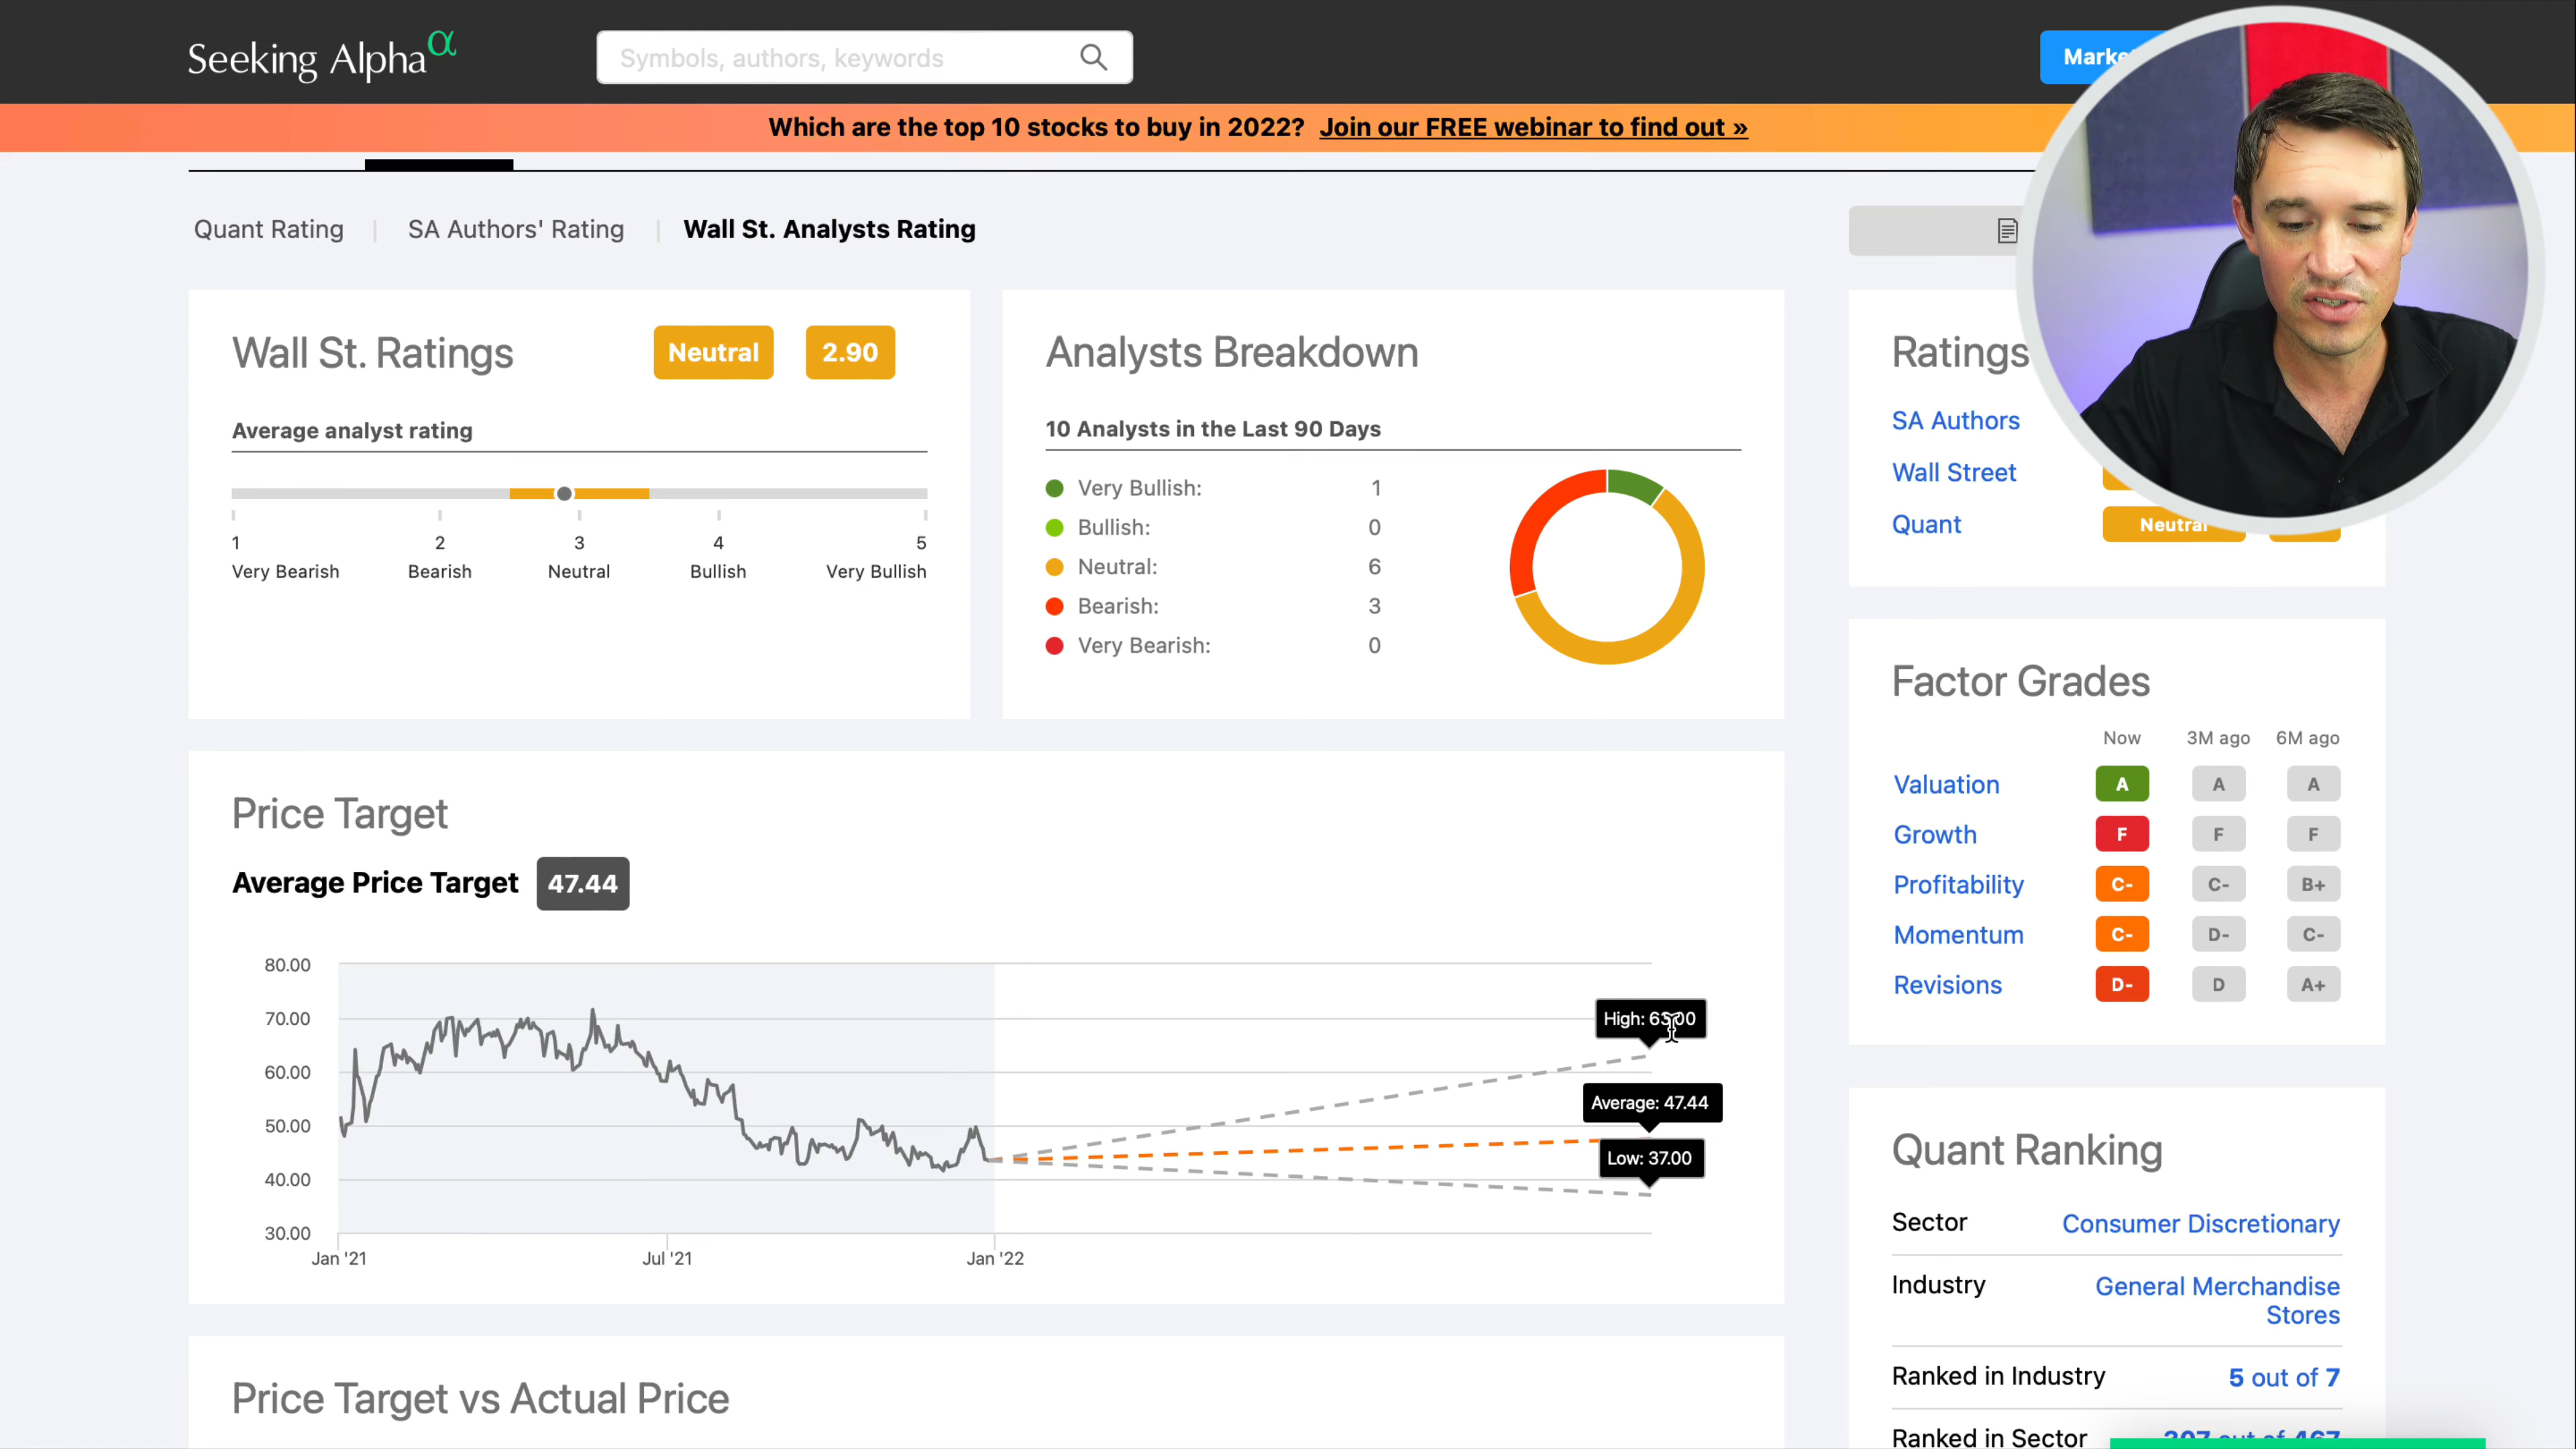 Seeking Alpha α
Symbols, authors, keywords
Which are the top 10 stocks to buy in 2022? Join our FREE webinar to find out »
Quant Rating | SA Authors' Rating | Wall St. Analysts Rating
Wall St. Ratings
Neutral
2.90
Average analyst rating
1 2 3 4 5
Very Bearish Bearish Neutral Bullish Very Bullish
Analysts Breakdown
10 Analysts in the Last 90 Days
Very Bullish: 1
Bullish: 0
Neutral: 6
Bearish: 3
Very Bearish: 0
Price Target
Average Price Target 47.44
80.00
70.00
60.00
50.00
40.00
30.00
Jan '21 Jul '21 Jan '22
High: 63.00
Average: 47.44
Low: 37.00
Price Target vs Actual Price
Ratings
SA Authors
Wall Street
Quant Neutral
Factor Grades
Now 3M ago 6M ago
Valuation A A A
Growth F F F
Profitability C- C- B+
Momentum C- D- C-
Revisions D- D A+
Quant Ranking
Sector Consumer Discretionary
Industry General Merchandise
Stores
Ranked in Industry 5 out of 7
Ranked in Sector